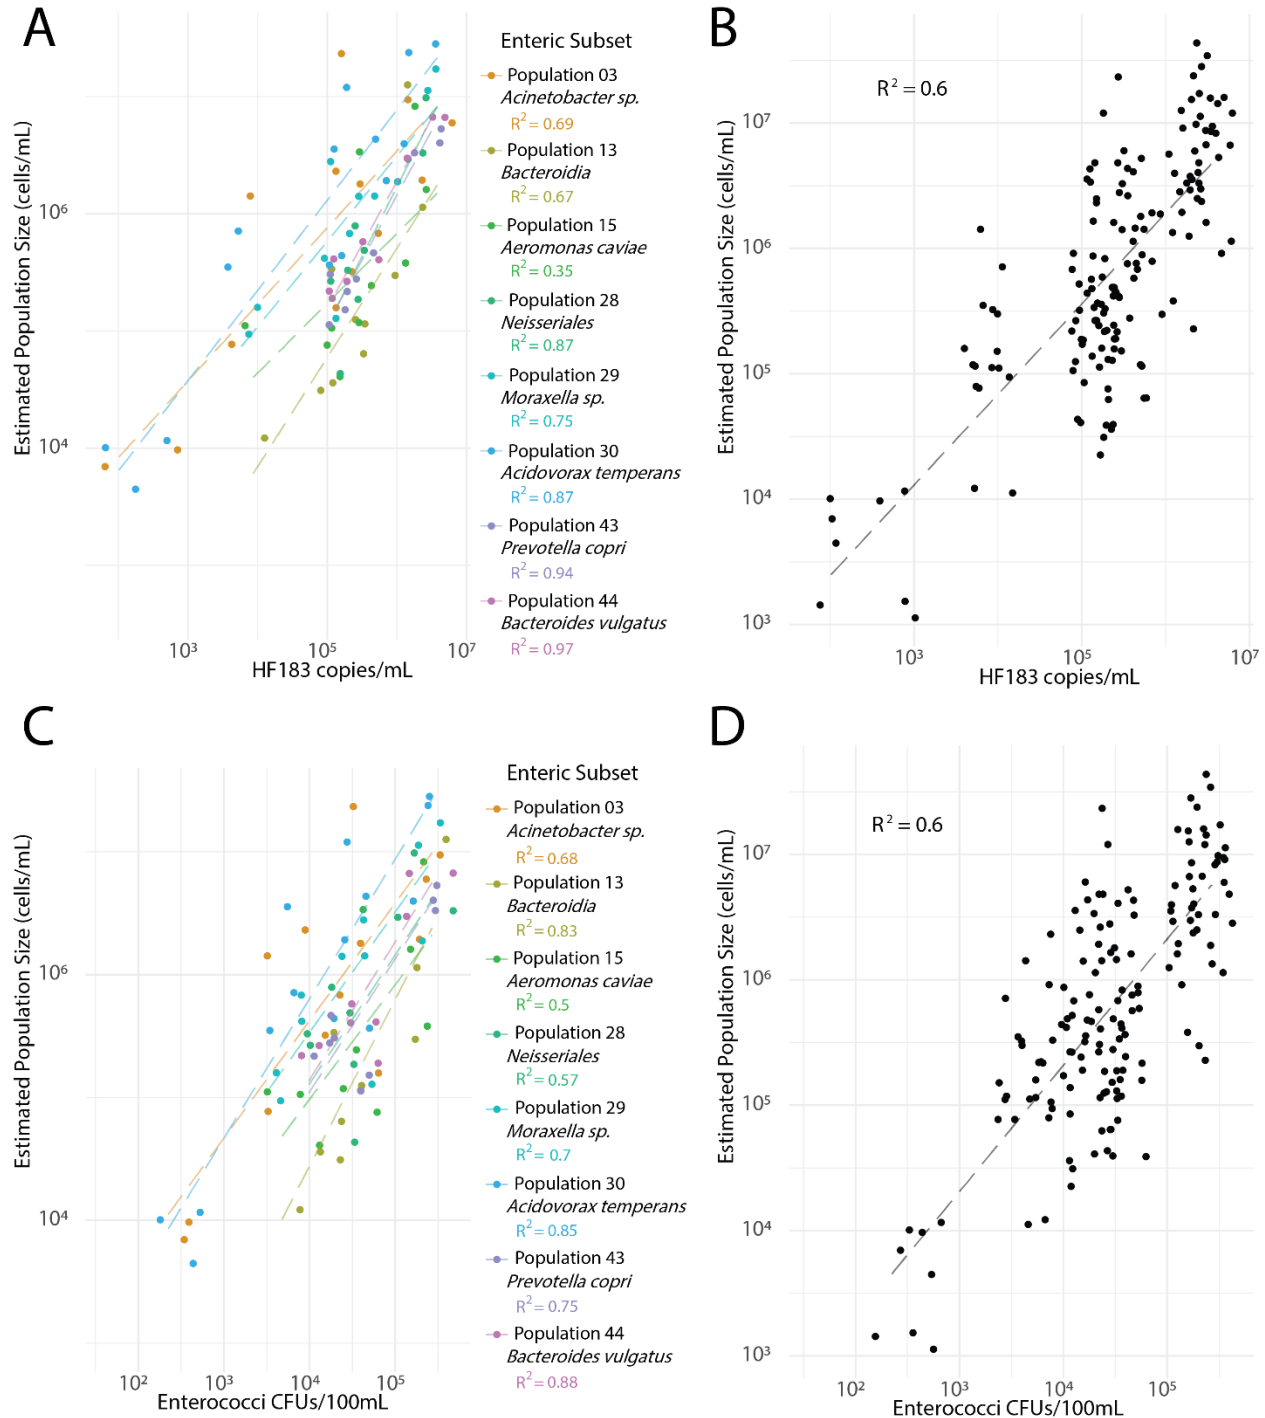 A
Enteric Subset
Population 03
Acinetobacter sp.
R² = 0.69
Population 13
Bacteroidia
R² = 0.67
Population 15
Aeromonas caviae
R² = 0.35
Population 28
Neisseriales
R² = 0.87
Population 29
Moraxella sp.
R² = 0.75
Population 30
Acidovorax temperans
R² = 0.87
Population 43
Prevotella copri
R² = 0.94
Population 44
Bacteroides vulgatus
R² = 0.97
Estimated Population Size (cells/mL)
10⁶
10⁴
10³ 10⁵ 10⁷
HF183 copies/mL
B
R² = 0.6
Estimated Population Size (cells/mL)
10⁷
10⁶
10⁵
10⁴
10³
10³ 10⁵ 10⁷
HF183 copies/mL
C
Enteric Subset
Population 03
Acinetobacter sp.
R² = 0.68
Population 13
Bacteroidia
R² = 0.83
Population 15
Aeromonas caviae
R² = 0.5
Population 28
Neisseriales
R² = 0.57
Population 29
Moraxella sp.
R² = 0.7
Population 30
Acidovorax temperans
R² = 0.85
Population 43
Prevotella copri
R² = 0.75
Population 44
Bacteroides vulgatus
R² = 0.88
Estimated Population Size (cells/mL)
10⁶
10⁴
10² 10³ 10⁴ 10⁵
Enterococci CFUs/100mL
D
R² = 0.6
Estimated Population Size (cells/mL)
10⁷
10⁶
10⁵
10⁴
10³
10² 10³ 10⁴ 10⁵
Enterococci CFUs/100mL